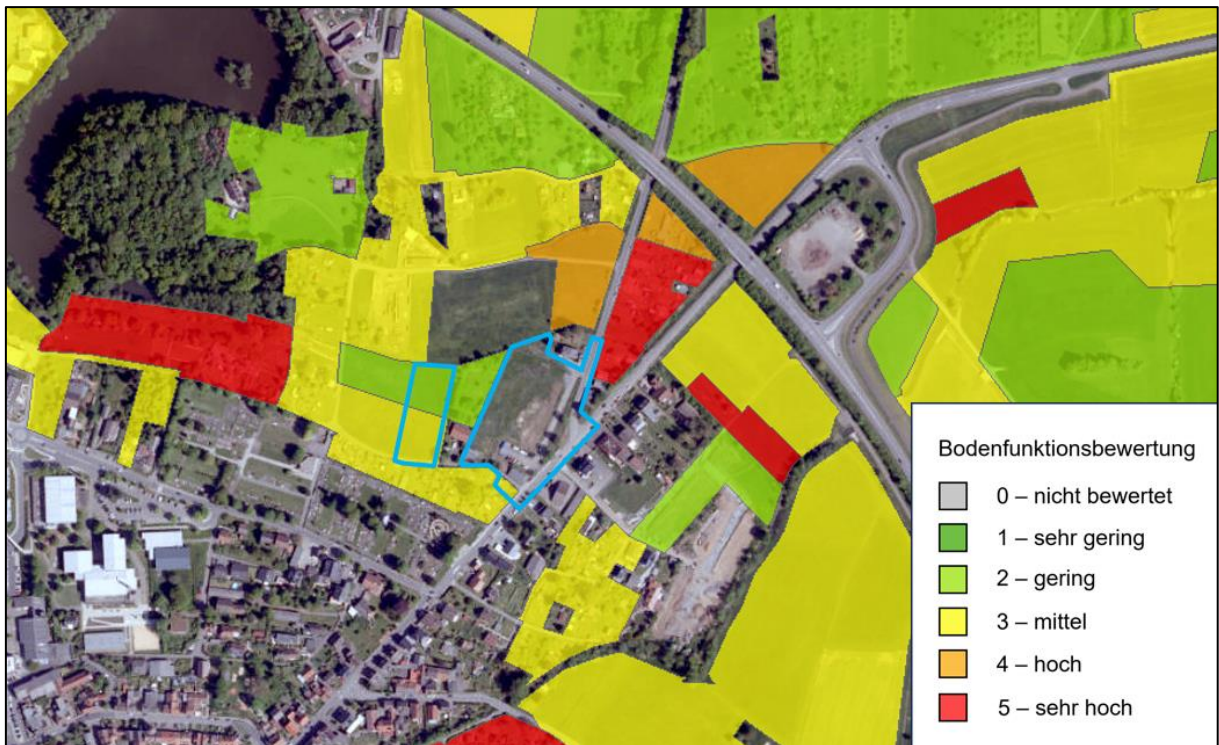 Bodenfunktionsbewertung
0 – nicht bewertet
1 – sehr gering
2 – gering
3 – mittel
4 – hoch
5 – sehr hoch